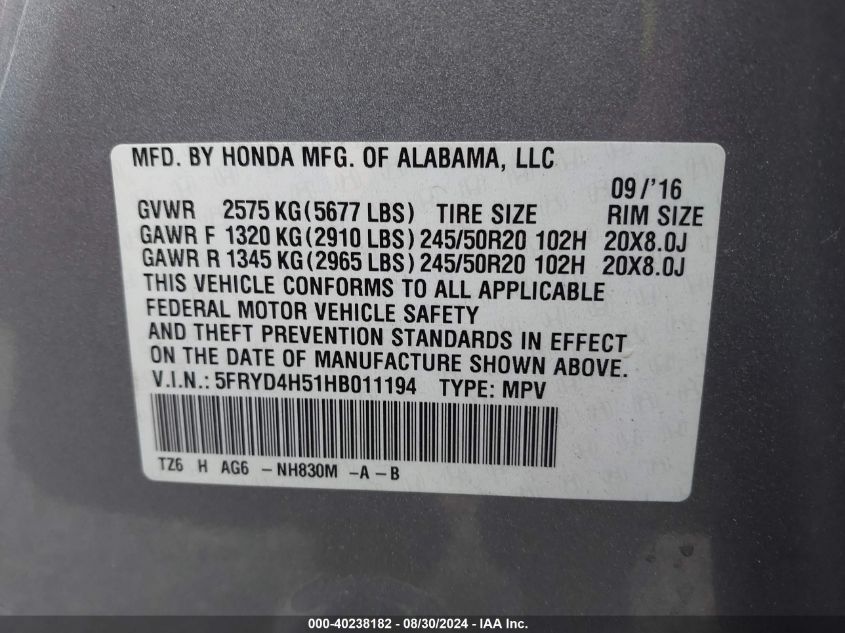 MFD. BY HONDA MFG. OF ALABAMA, LLC
09/'16
GVWR 2575 KG(5677 LBS) TIRE SIZE RIM SIZE
GAWR F 1320 KG(2910 LBS) 245/50R20 102H 20X8.0J
GAWR R 1345 KG(2965 LBS) 245/50R20 102H 20X8.0J
THIS VEHICLE CONFORMS TO ALL APPLICABLE
FEDERAL MOTOR VEHICLE SAFETY
AND THEFT PREVENTION STANDARDS IN EFFECT
ON THE DATE OF MANUFACTURE SHOWN ABOVE.
V.I.N.: 5FRYD4H51HB011194 TYPE: MPV
TZ6 H AG6 -NH830M -A-B
000-40238182 - 08/30/2024 - IAA Inc.